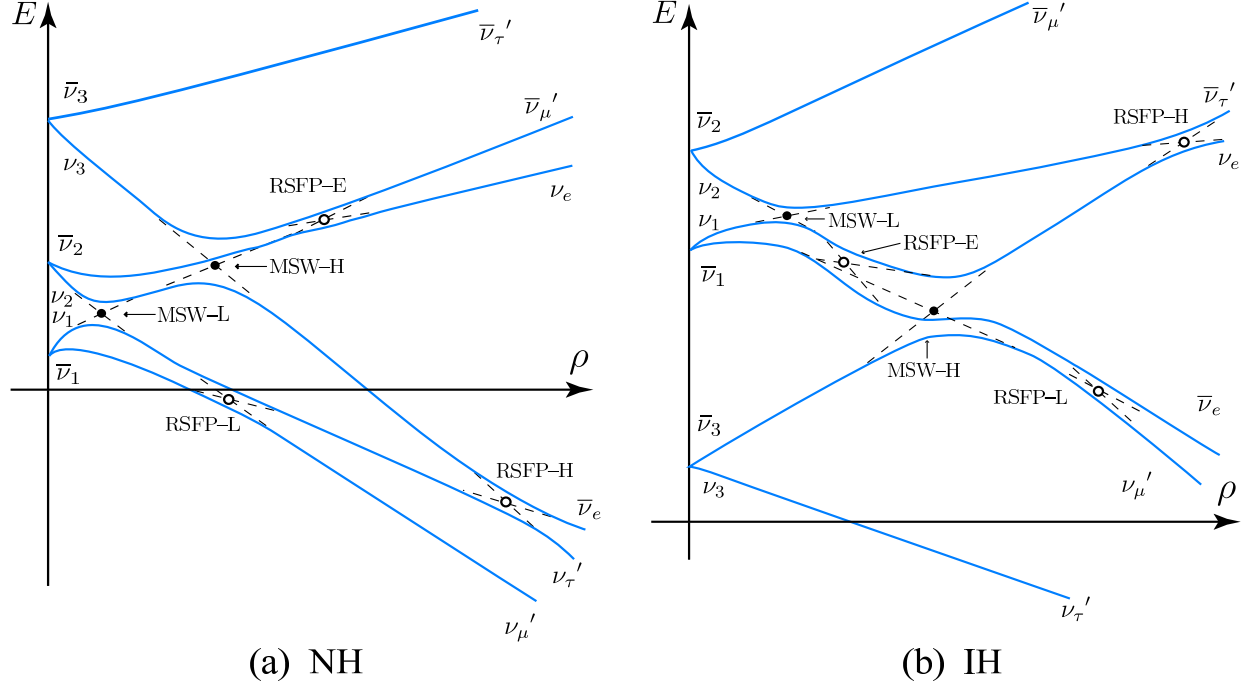 E
ν̅τ′
ν̅3
ν̅μ′
ν3
RSFP–E
νe
ν̅2
MSW–H
ν2
ν1
MSW–L
ρ
ν̅1
RSFP–L
RSFP–H
ν̅e
ντ′
νμ′
(a) NH
E
ν̅μ′
ν̅τ′
RSFP–H
ν̅2
νe
ν2
ν1
MSW–L
RSFP–E
ν̅1
MSW–H
RSFP–L
ν̅e
ν̅3
νμ′
ν3
ρ
ντ′
(b) IH